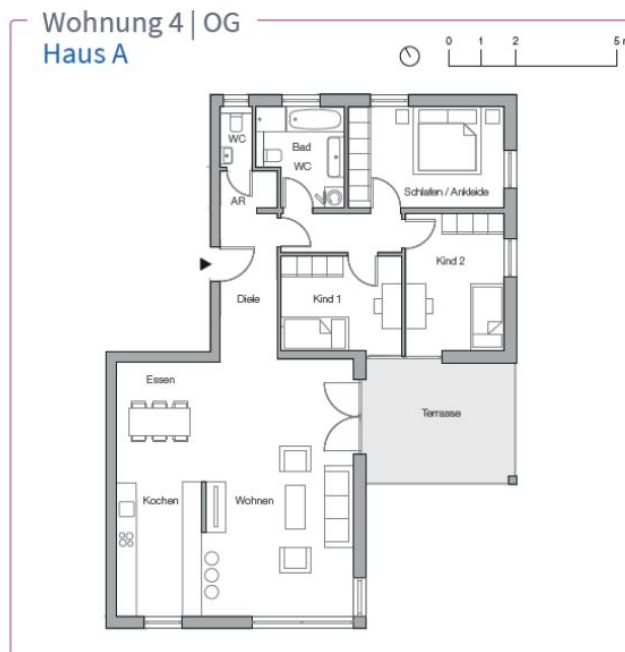 Wohnung 4 | OG
Haus A
0 1 2 5 m
WC
Bad
WC
AR
Schlafen / Ankleide
Kind 2
Diele
Kind 1
Essen
Terrasse
Kochen
Wohnen